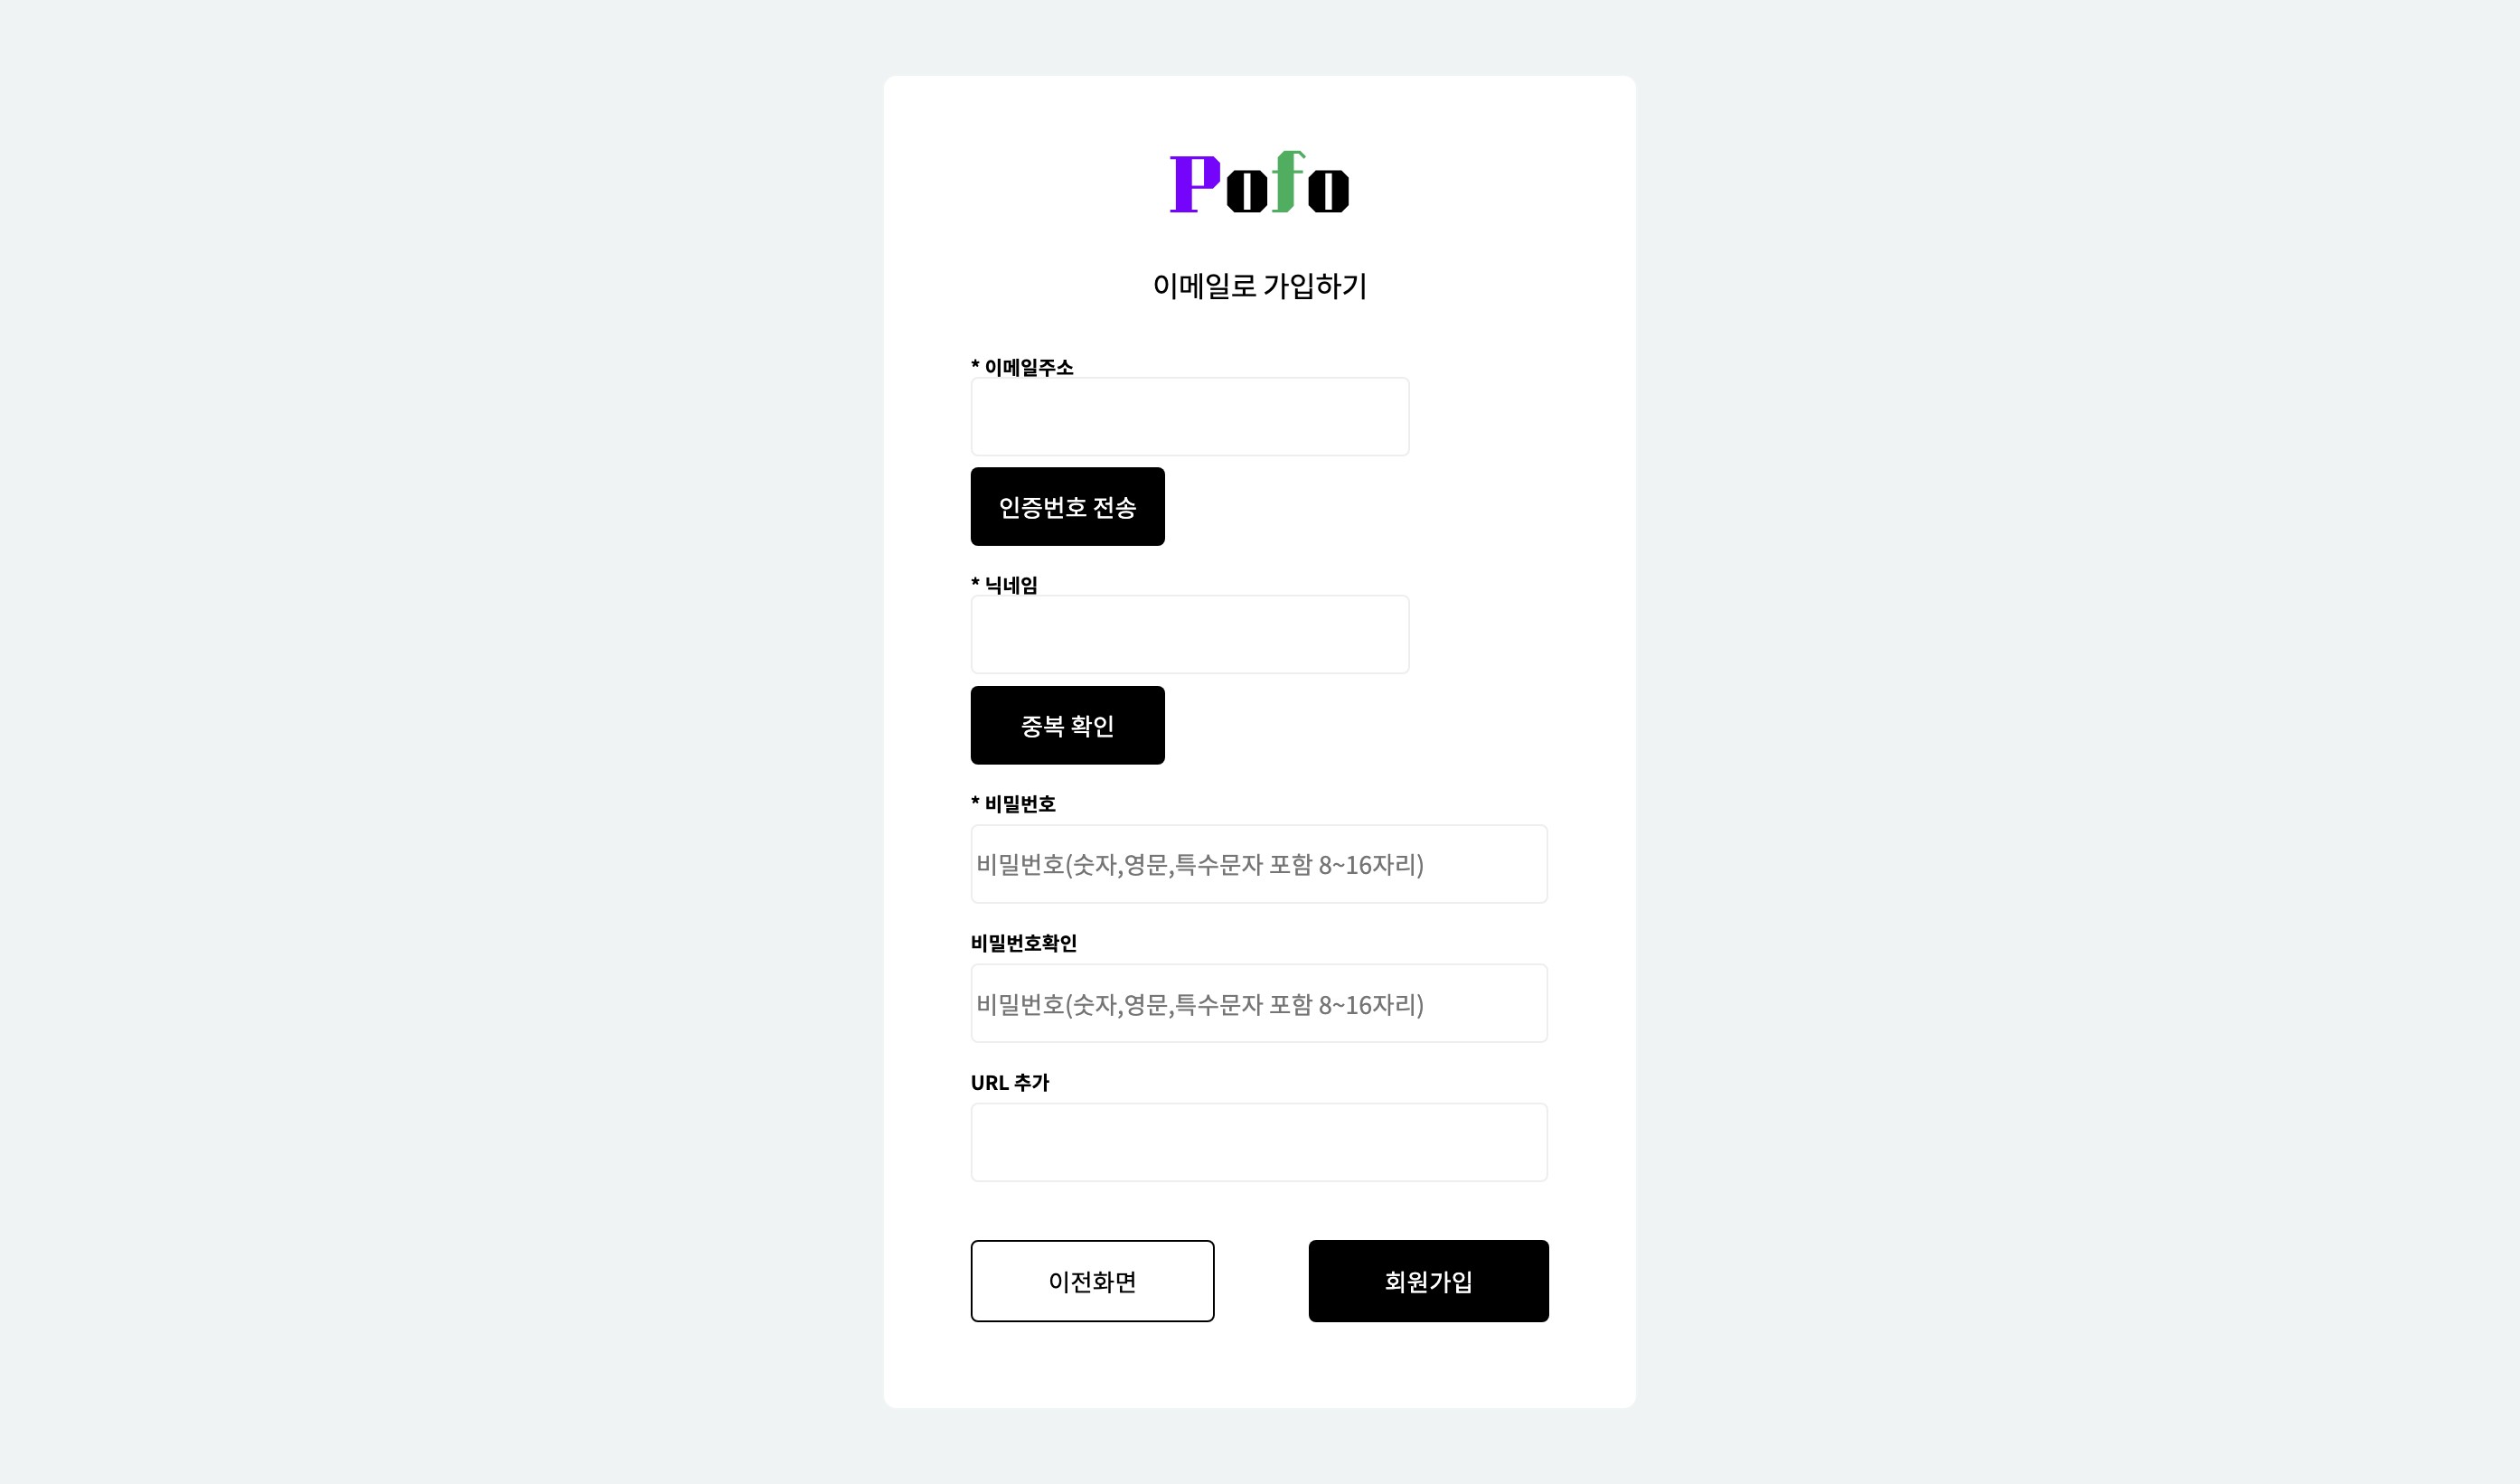 Pofo
이메일로 가입하기
* 이메일주소
인증번호 전송
* 닉네임
중복 확인
* 비밀번호
비밀번호(숫자,영문,특수문자 포함 8~16자리)
비밀번호확인
비밀번호(숫자,영문,특수문자 포함 8~16자리)
URL 추가
이전화면
회원가입